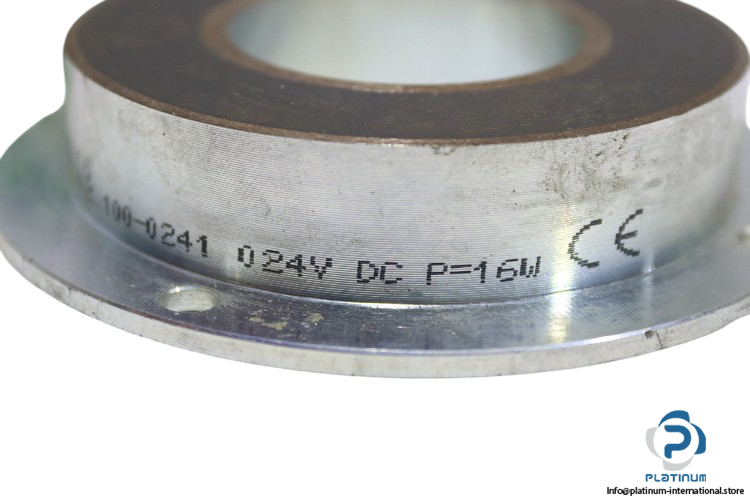 100-0241 024V DC P=16W CE
PLATINUM
Info@platinum-international.store